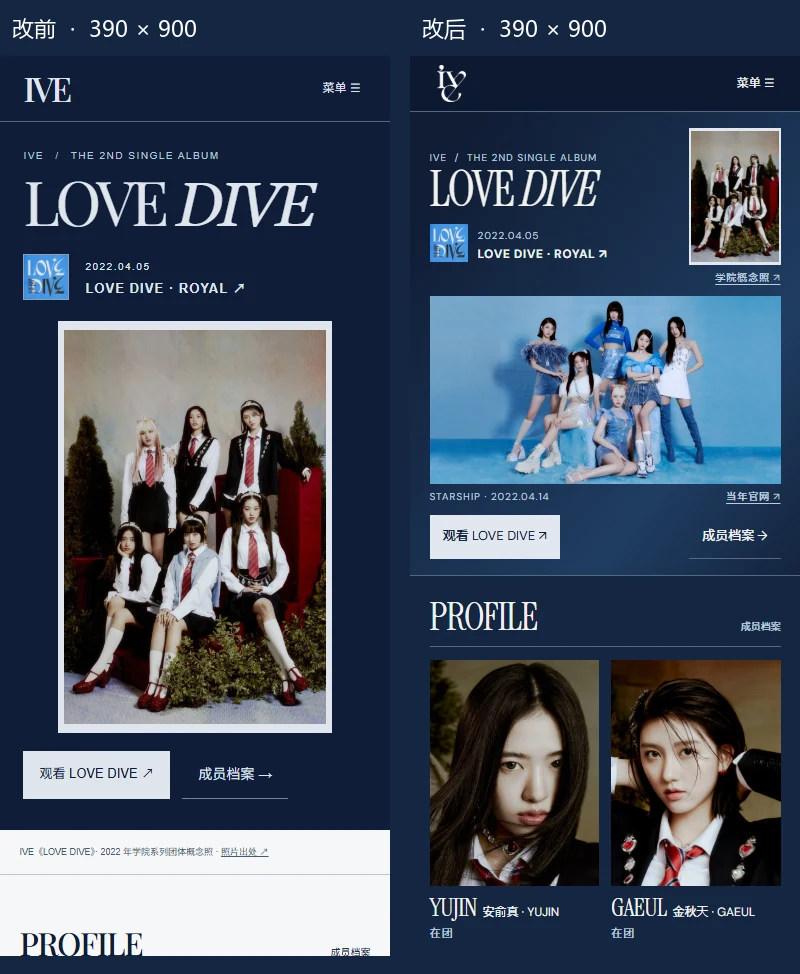 改前 · 390 × 900
IVE
菜单 ☰
IVE / THE 2ND SINGLE ALBUM
LOVE DIVE
LOVE DIVE
2022.04.05
LOVE DIVE · ROYAL ↗
观看 LOVE DIVE ↗
成员档案 →
IVE《LOVE DIVE》· 2022 年学院系列团体概念照 · 照片出处 ↗
PROFILE
成员档案
改后 · 390 × 900
ive
菜单 ☰
IVE / THE 2ND SINGLE ALBUM
LOVE DIVE
LOVE DIVE
2022.04.05
LOVE DIVE · ROYAL ↗
学院概念照 ↗
STARSHIP · 2022.04.14
当年官网 ↗
观看 LOVE DIVE ↗
成员档案 →
PROFILE
成员档案
YUJIN 安俞真 · YUJIN
在团
GAEUL 金秋天 · GAEUL
在团